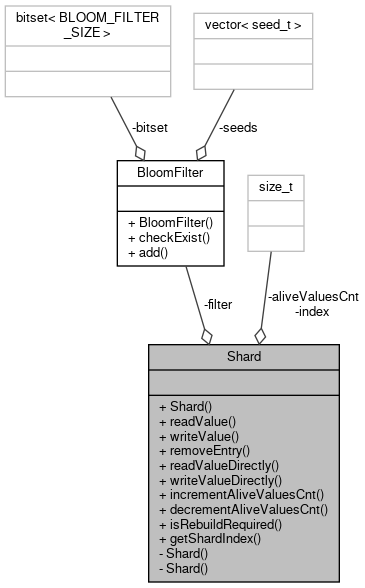 bitset< BLOOM_FILTER
_SIZE >
vector< seed_t >
-bitset
-seeds
BloomFilter
+ BloomFilter()
+ checkExist()
+ add()
size_t
-filter
-aliveValuesCnt
-index
Shard
+ Shard()
+ readValue()
+ writeValue()
+ removeEntry()
+ readValueDirectly()
+ writeValueDirectly()
+ incrementAliveValuesCnt()
+ decrementAliveValuesCnt()
+ isRebuildRequired()
+ getShardIndex()
- Shard()
- Shard()